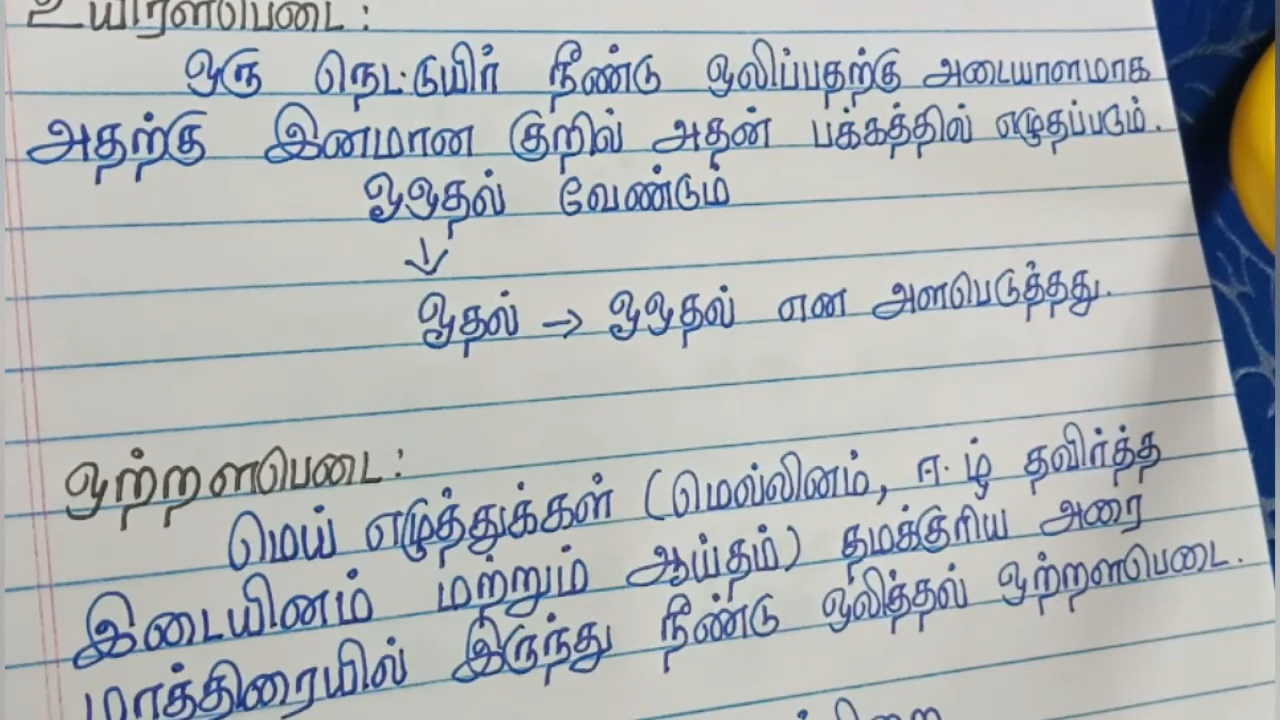 உயிரளபெடை:
ஒரு நெட்டுயிர் நீண்டு ஒலிப்பதற்கு அடையாளமாக
அதற்கு இனமான குறில் அதன் பக்கத்தில் எழுதப்படும்.
ஓஒதல் வேண்டும்
↓
ஓதல் → ஓஒதல் என அளபெடுத்தது.
ஒற்றளபெடை:
மெய் எழுத்துக்கள் (மெல்லினம், ர்.ழ் தவிர்த்த
இடையினம் மற்றும் ஆய்தம்) தமக்குரிய அரை
மாத்திரையில் இருந்து நீண்டு ஒலித்தல் ஒற்றளபெடை.